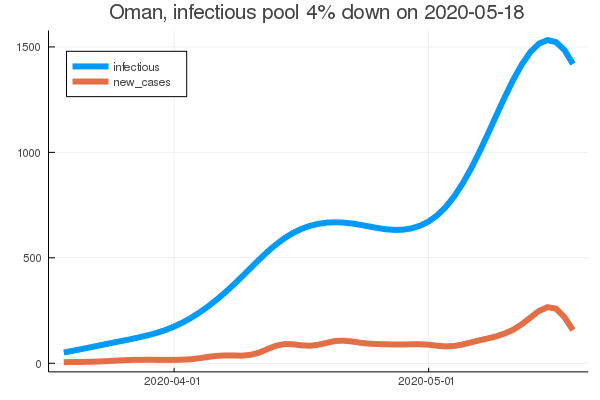 Oman, infectious pool 4% down on 2020-05-18
1500
infectious
new_cases
1000
500
0
2020-04-01
2020-05-01